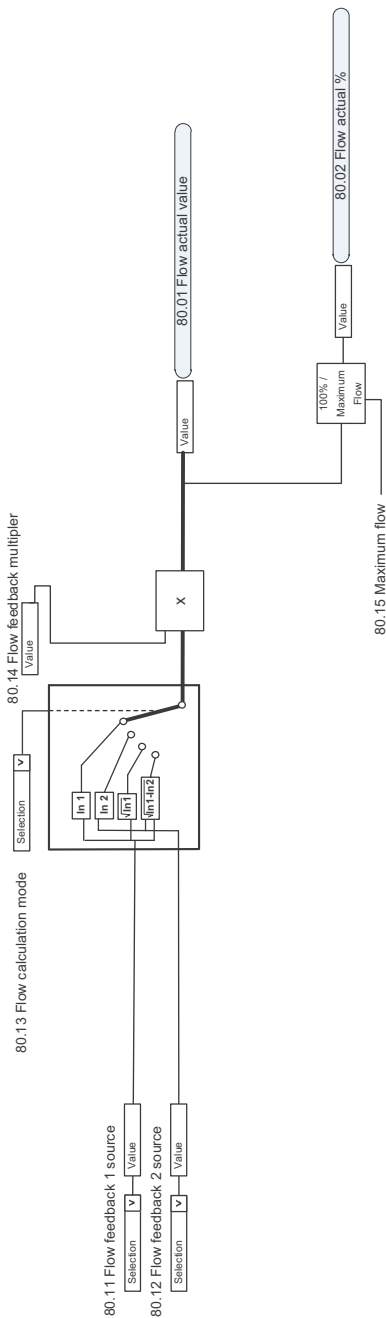 80.11 Flow feedback 1 source
Selection
v
Value
80.12 Flow feedback 2 source
Selection
v
Value
80.13 Flow calculation mode
Selection
v
In 1
In 2
√In1
√In1-In2
80.14 Flow feedback multipler
Value
X
Value
80.01 Flow actual value
100% /
Maximum
Flow
Value
80.02 Flow actual %
80.15 Maximum flow